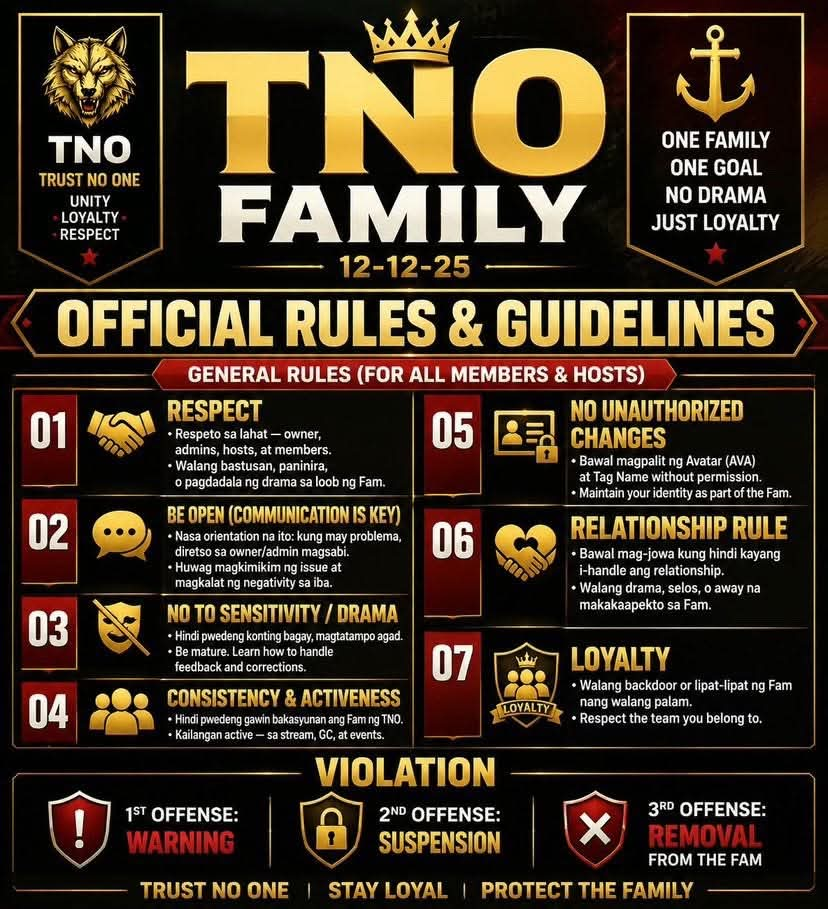 TNO
TRUST NO ONE
UNITY
• LOYALTY •
• RESPECT
TNO
FAMILY
12-12-25
ONE FAMILY
ONE GOAL
NO DRAMA
JUST LOYALTY
OFFICIAL RULES & GUIDELINES
GENERAL RULES (FOR ALL MEMBERS & HOSTS)
01
RESPECT
• Respeto sa lahat — owner,
admins, hosts, at members.
• Walang bastusan, paninira,
o pagdadala ng drama sa loob ng Fam.
02
BE OPEN (COMMUNICATION IS KEY)
• Nasa orientation na ito: kung may problema,
diretso sa owner/admin magsabi.
• Huwag magkimikim ng issue at
magkalat ng negativity sa iba.
03
NO TO SENSITIVITY / DRAMA
• Hindi pwedeng konting bagay, magtatampo agad.
• Be mature. Learn how to handle
feedback and corrections.
04
CONSISTENCY & ACTIVENESS
• Hindi pwedeng gawin bakasyunan ang Fam ng TNO.
• Kailangan active — sa stream, GC, at events.
05
NO UNAUTHORIZED
CHANGES
• Bawal magpalit ng Avatar (AVA)
at Tag Name without permission.
• Maintain your identity as part of the Fam.
06
RELATIONSHIP RULE
• Bawal mag-jowa kung hindi kayang
i-handle ang relationship.
• Walang drama, selos, o away na
makakaapekto sa Fam.
07
LOYALTY
LOYALTY
• Walang backdoor or lipat-lipat ng Fam
nang walang palam.
• Respect the team you belong to.
VIOLATION
1ST OFFENSE:
WARNING
2ND OFFENSE:
SUSPENSION
3RD OFFENSE:
REMOVAL
FROM THE FAM
TRUST NO ONE | STAY LOYAL | PROTECT THE FAMILY